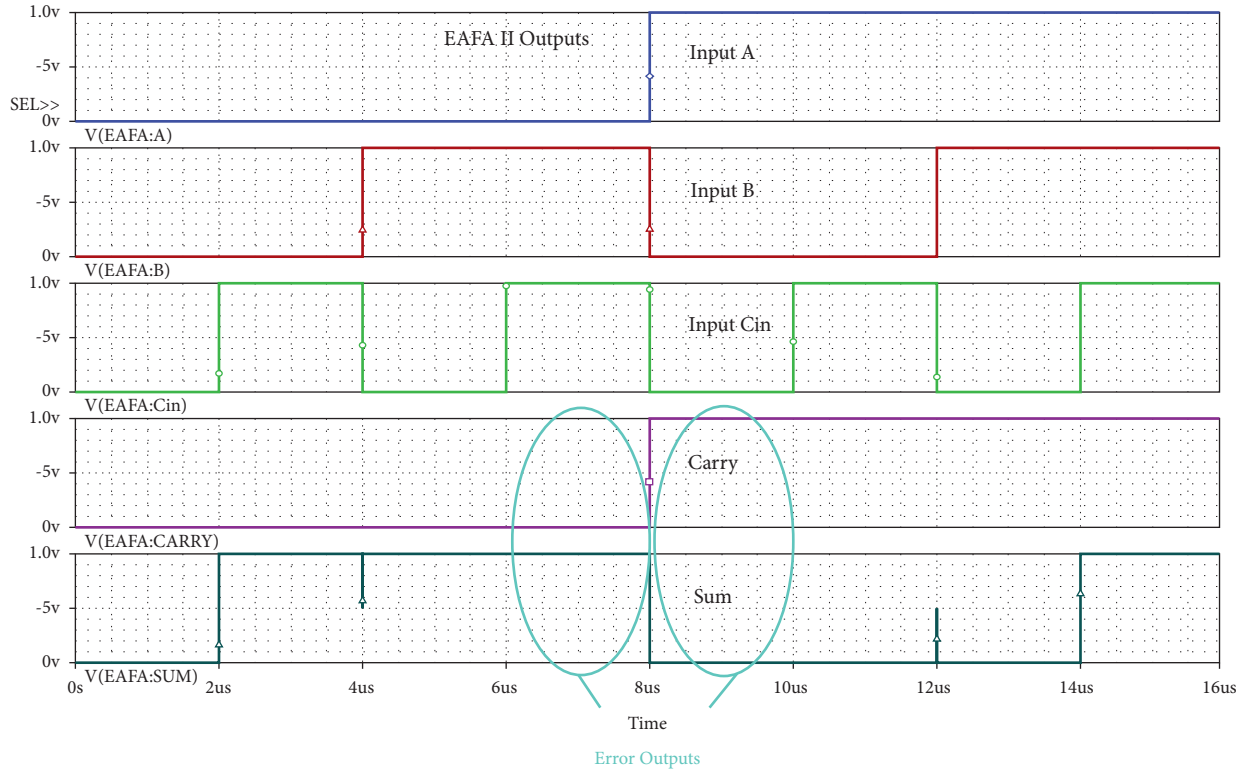 1.0v
EAFA II Outputs
Input A
-5v
SEL>>
0v
V(EAFA:A)
1.0v
Input B
-5v
0v
V(EAFA:B)
1.0v
Input Cin
-5v
0v
V(EAFA:Cin)
1.0v
Carry
-5v
0v
V(EAFA:CARRY)
1.0v
Sum
-5v
0v
V(EAFA:SUM)
0s 2us 4us 6us 8us 10us 12us 14us 16us
Time
Error Outputs